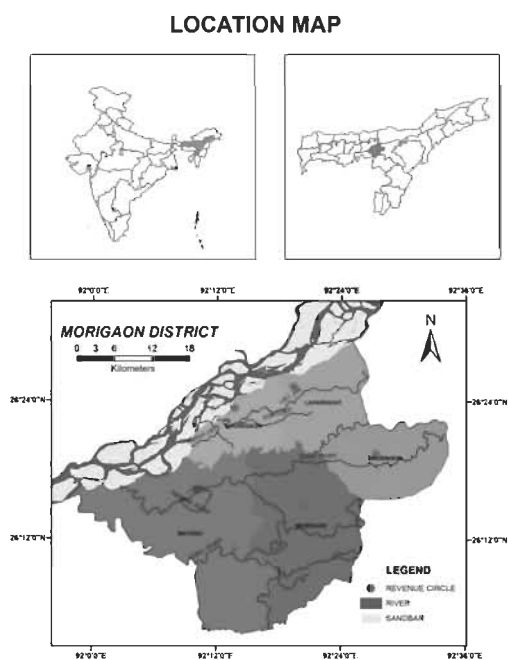 LOCATION MAP
92°0'0"E 92°12'0"E 92°24'0"E 92°36'0"E
MORIGAON DISTRICT
N
0 3 6 12 18
Kilometers
26°24'0"N 26°24'0"N
26°12'0"N 26°12'0"N
LEGEND
REVENUE CIRCLE
RIVER
SANDBAR
92°0'0"E 92°12'0"E 92°24'0"E 92°36'0"E